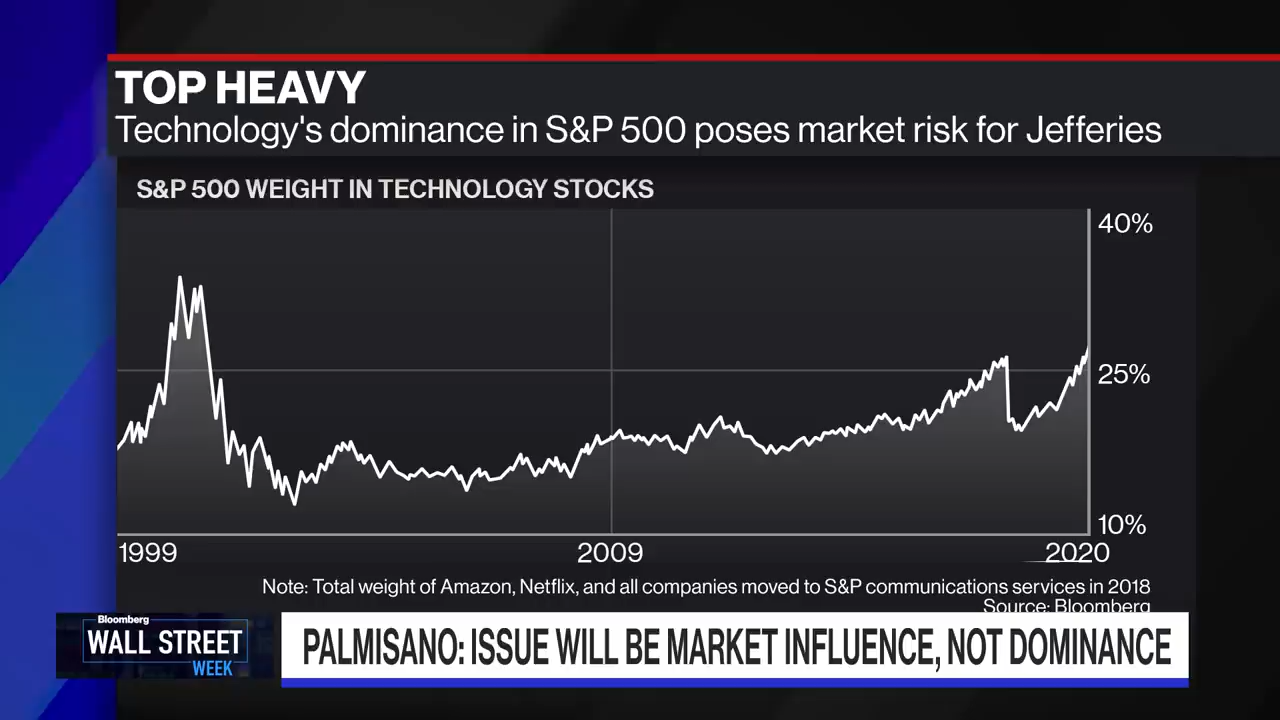 TOP HEAVY
Technology's dominance in S&P 500 poses market risk for Jefferies
S&P 500 WEIGHT IN TECHNOLOGY STOCKS
40%
25%
10%
1999 2009 2020
Note: Total weight of Amazon, Netflix, and all companies moved to S&P communications services in 2018
Source: Bloomberg
Bloomberg
WALL STREET
WEEK
PALMISANO: ISSUE WILL BE MARKET INFLUENCE, NOT DOMINANCE